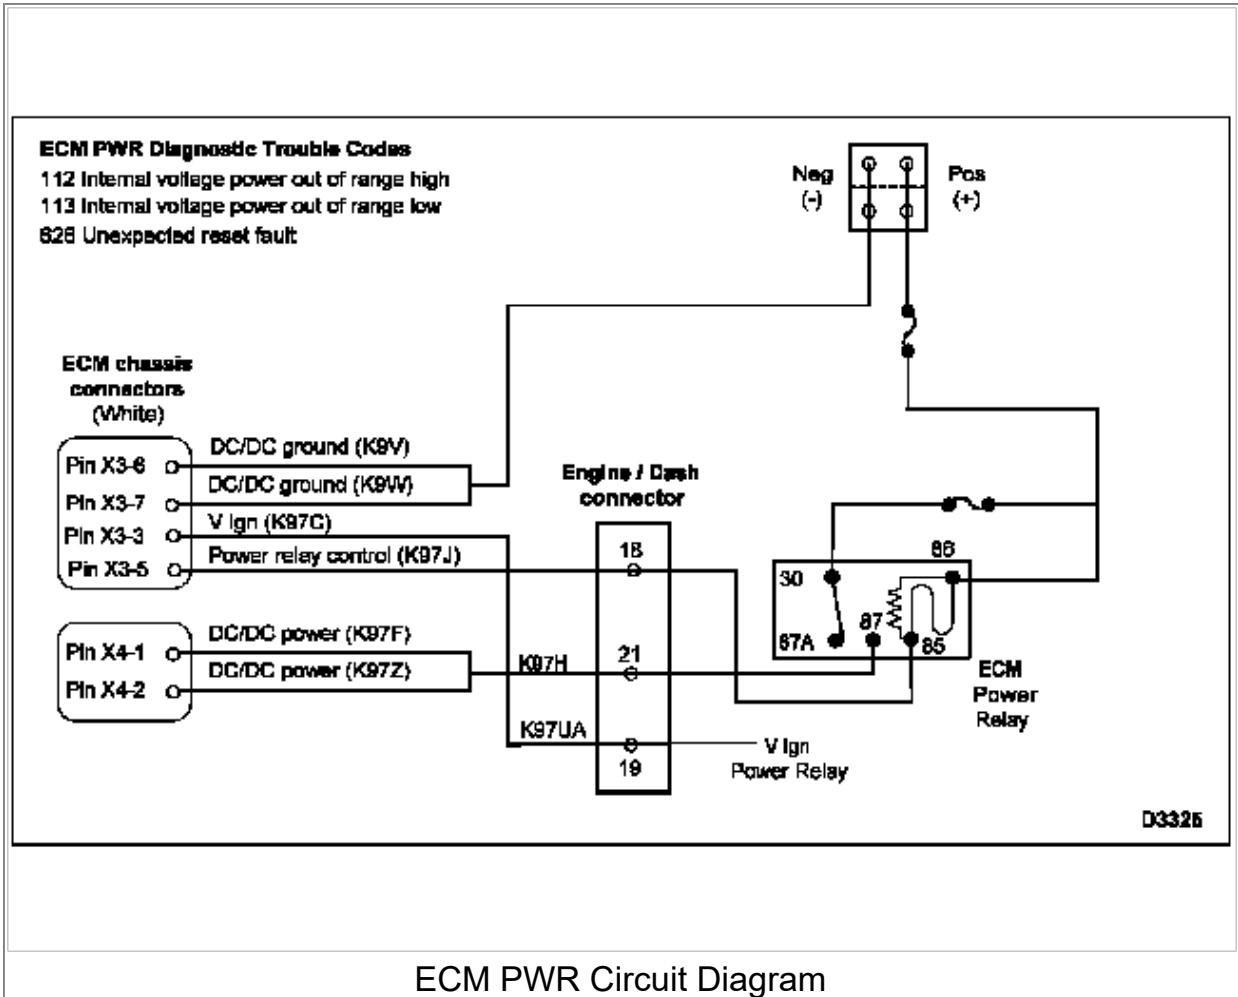 ECM PWR Diagnostic Trouble Codes
112 Internal voltage power out of range high
113 Internal voltage power out of range low
626 Unexpected reset fault
Neg
(-)
Pos
(+)
ECM chassis
connectors
(White)
Pin X3-6
DC/DC ground (K9V)
Pin X3-7
DC/DC ground (K9W)
Pin X3-3
V Ign (K97C)
Pin X3-5
Power relay control (K97J)
Engine / Dash
connector
18
86
30
87
87A
85
ECM
Power
Relay
Pin X4-1
DC/DC power (K97F)
Pin X4-2
DC/DC power (K97Z)
K97H
21
K97UA
19
V Ign
Power Relay
D3325
ECM PWR Circuit Diagram